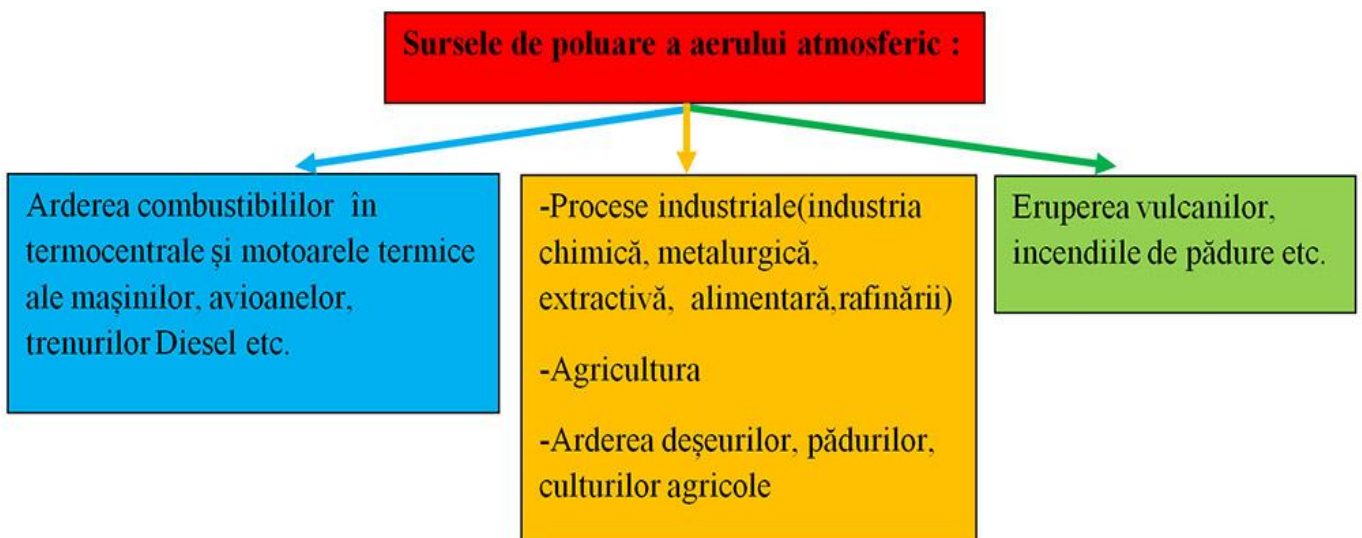 Sursele de poluare a aerului atmosferic :
Arderea combustibililor în
termocentrale și motoarele termice
ale mașinilor, avioanelor,
trenurilor Diesel etc.
-Procese industriale(industria
chimică, metalurgică,
extractivă, alimentară,rafinării)
-Agricultura
-Arderea deșeurilor, pădurilor,
culturilor agricole
Eruperea vulcanilor,
incendiile de pădure etc.